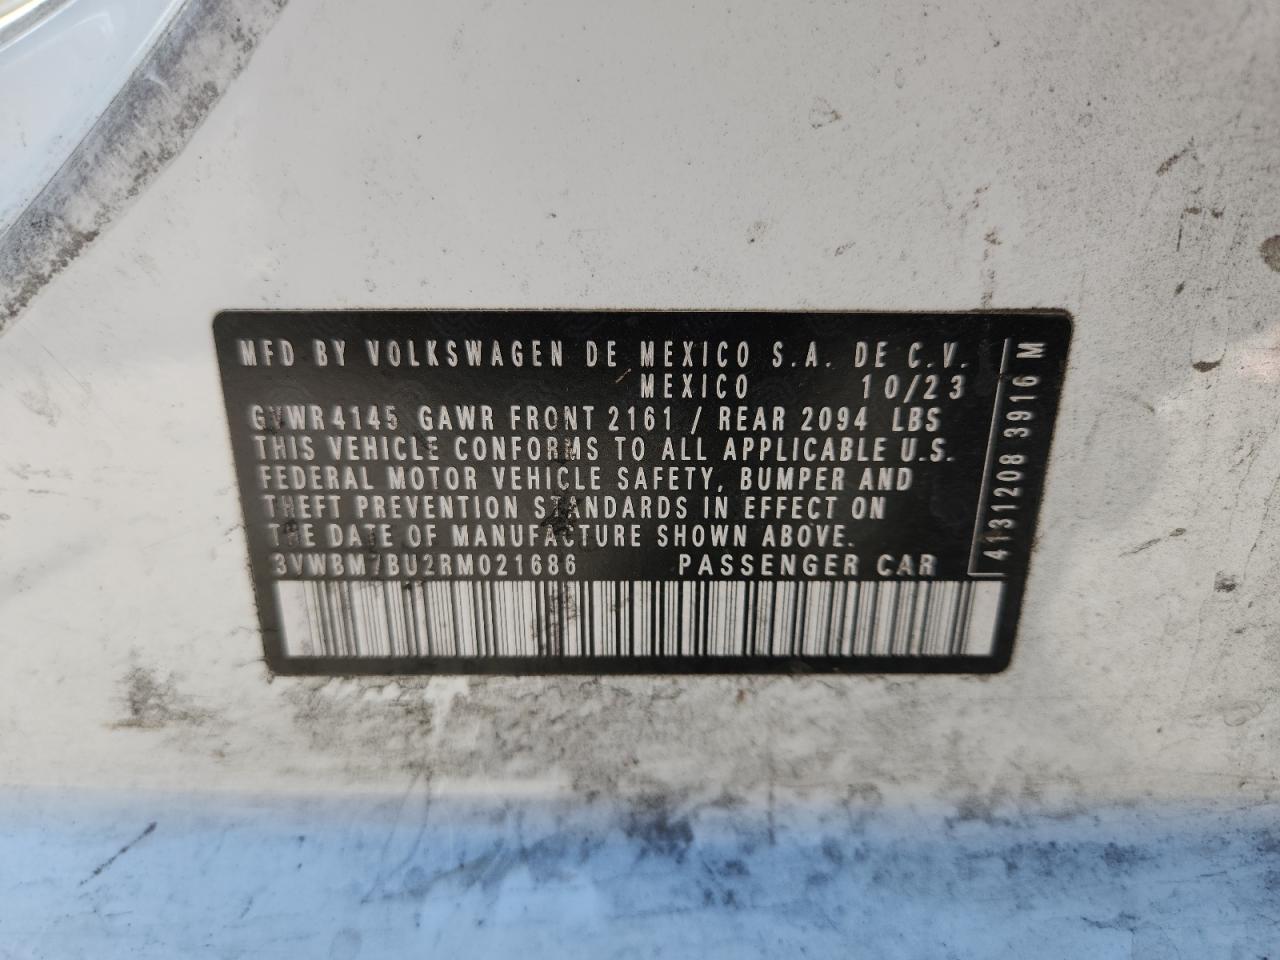 MFD BY VOLKSWAGEN DE MEXICO S.A. DE C.V.
MEXICO 10/23
GVWR4145 GAWR FRONT 2161 / REAR 2094 LBS
THIS VEHICLE CONFORMS TO ALL APPLICABLE U.S.
FEDERAL MOTOR VEHICLE SAFETY, BUMPER AND
THEFT PREVENTION STANDARDS IN EFFECT ON
THE DATE OF MANUFACTURE SHOWN ABOVE.
3VWBM7BU2RM021686 PASSENGER CAR
4131208 3916 M